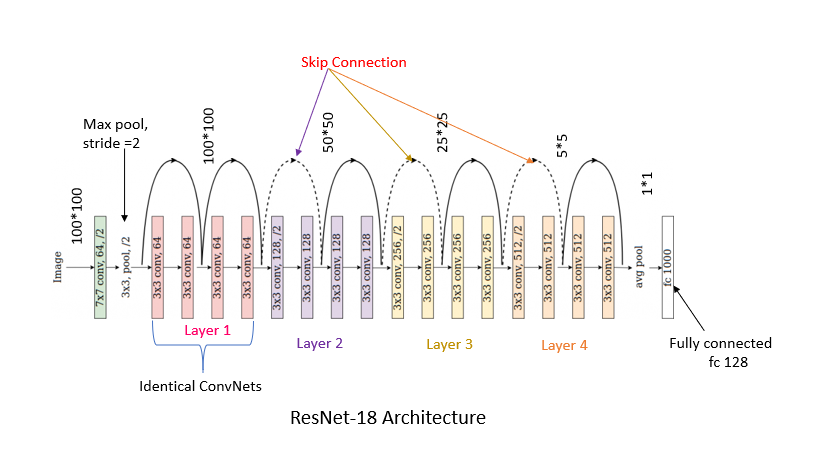 Skip Connection
Max pool,
stride =2
100*100
100*100
50*50
25*25
5*5
1*1
Image
7x7 conv, 64, /2
3x3, pool, /2
3x3 conv, 64
3x3 conv, 64
3x3 conv, 64
3x3 conv, 64
3x3 conv, 128, /2
3x3 conv, 128
3x3 conv, 128
3x3 conv, 128
3x3 conv, 256, /2
3x3 conv, 256
3x3 conv, 256
3x3 conv, 256
3x3 conv, 512, /2
3x3 conv, 512
3x3 conv, 512
3x3 conv, 512
avg pool
fc 1000
Layer 1
Layer 2
Layer 3
Layer 4
Fully connected
fc 128
Identical ConvNets
ResNet-18 Architecture